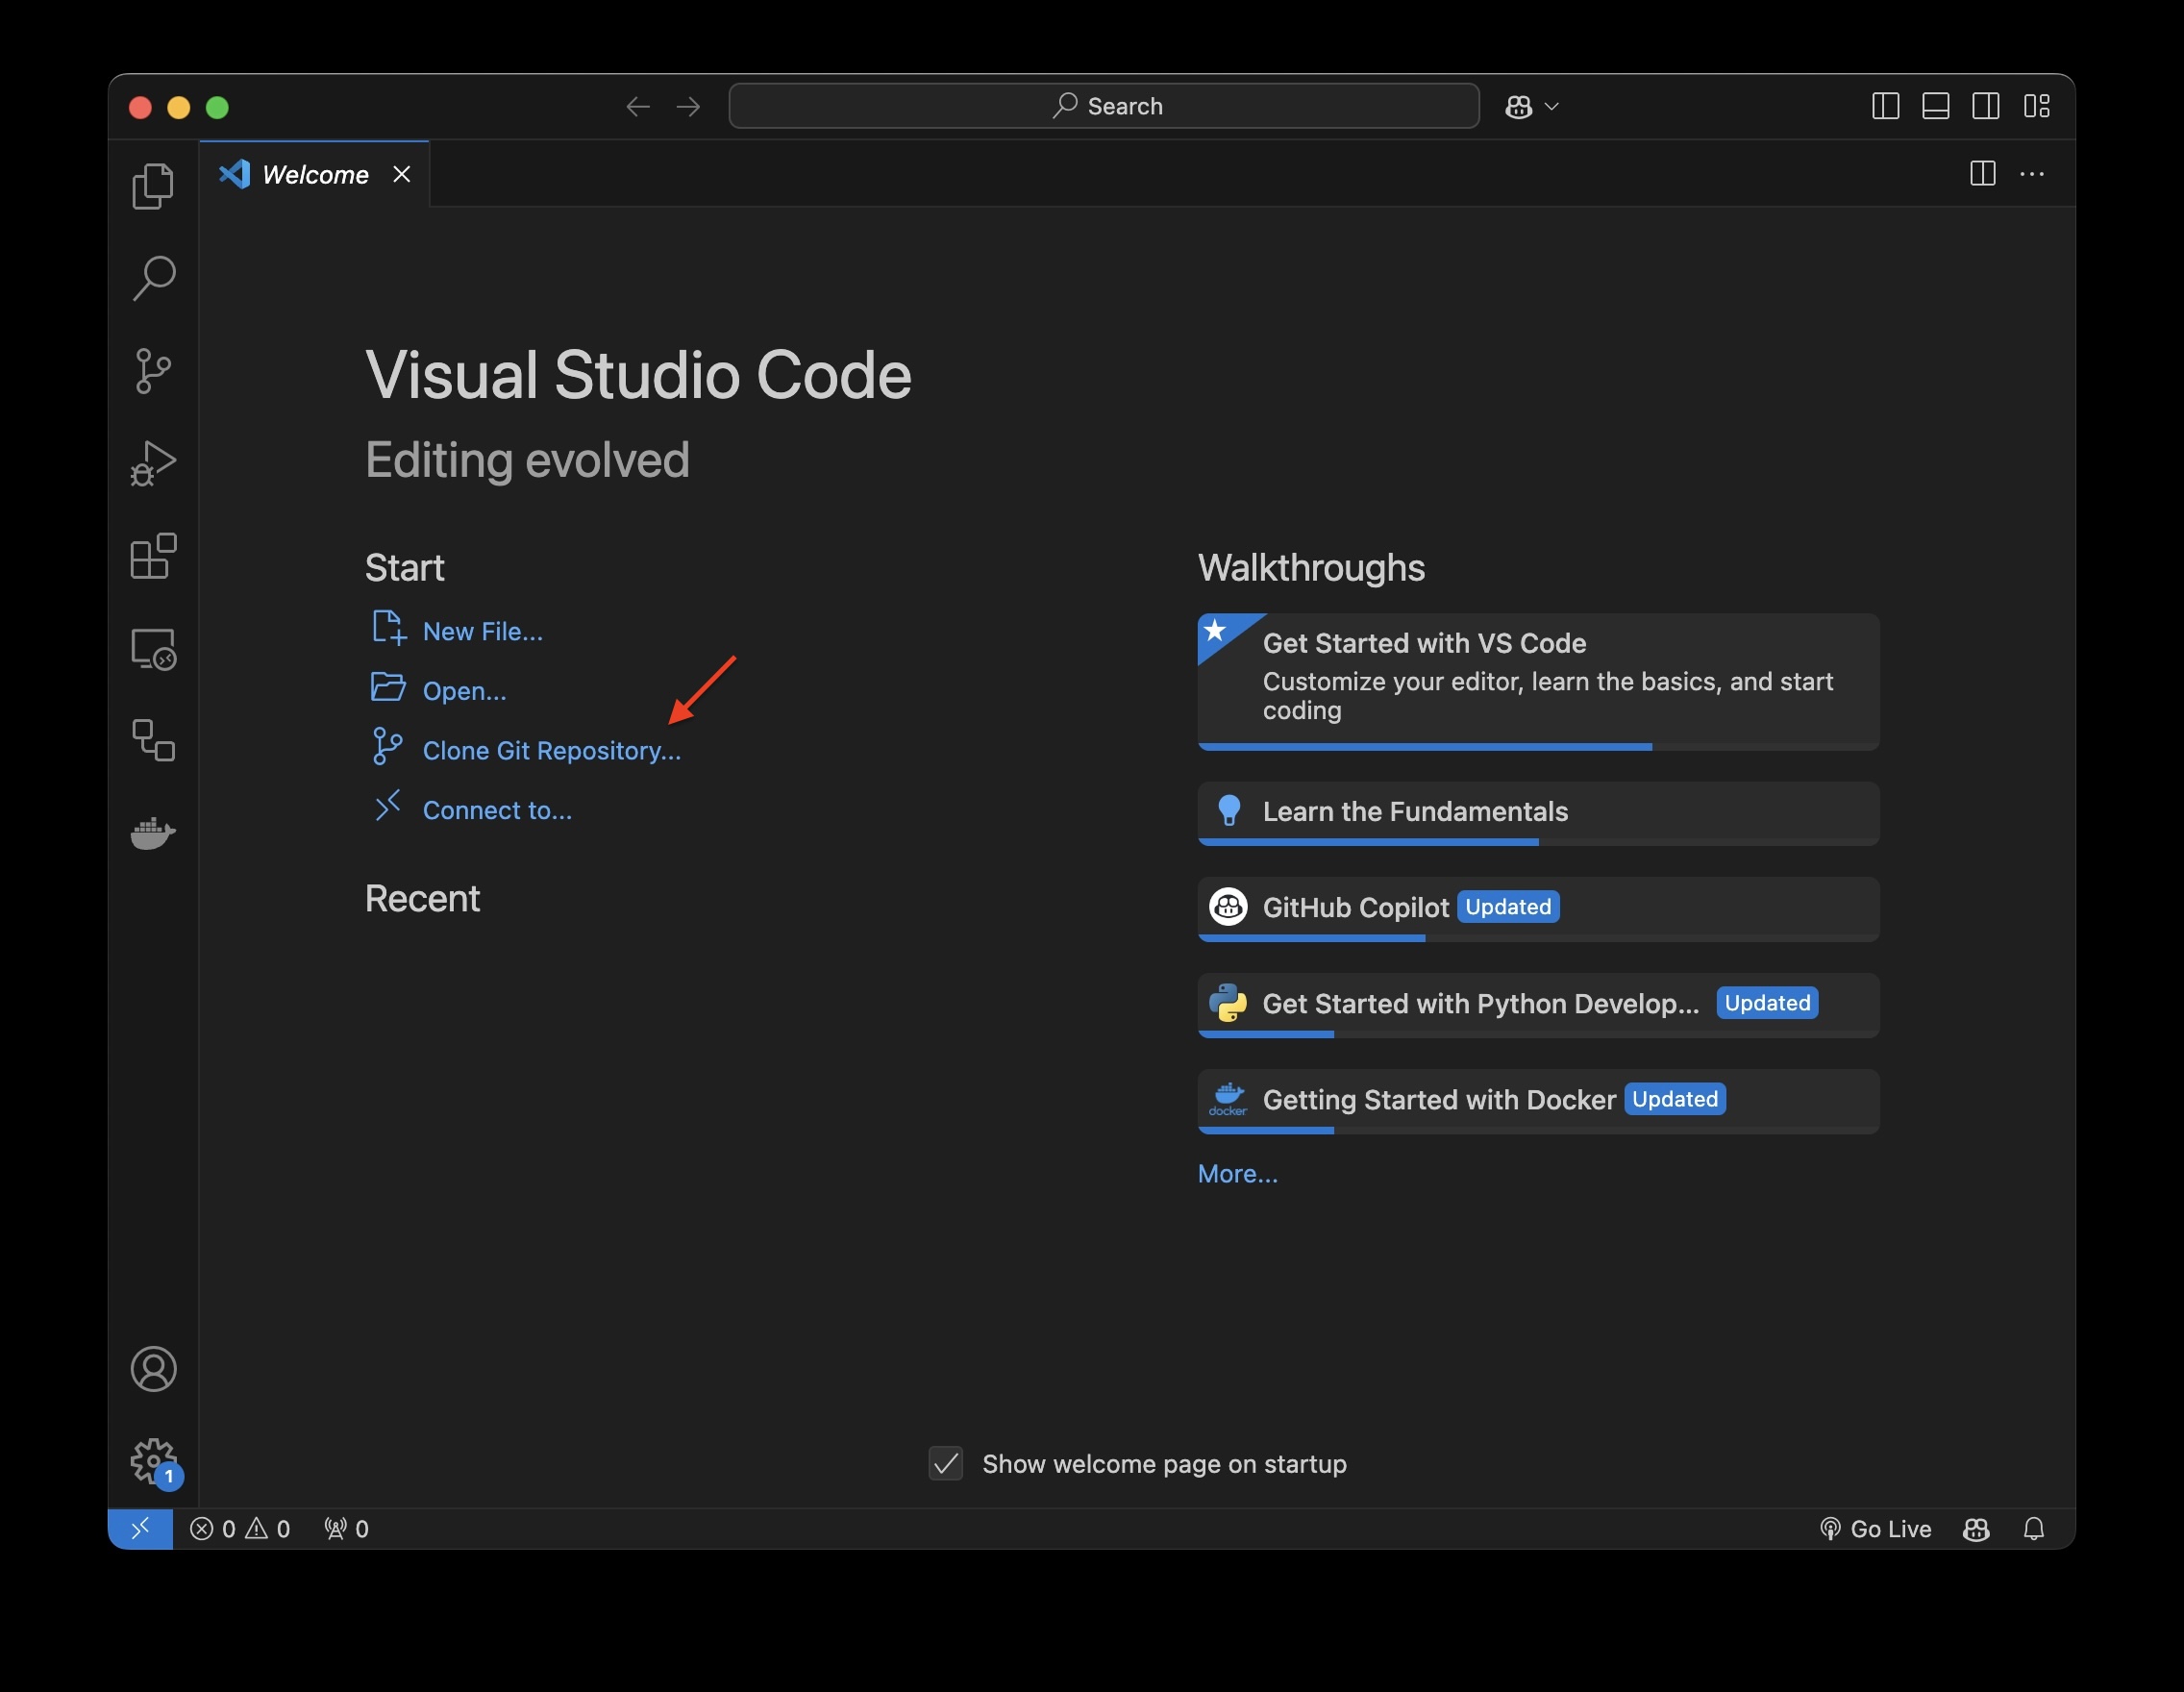 Search
Welcome
Visual Studio Code
Editing evolved
Start
New File...
Open...
Clone Git Repository...
Connect to...
Recent
Walkthroughs
Get Started with VS Code
Customize your editor, learn the basics, and start
coding
Learn the Fundamentals
GitHub Copilot Updated
Get Started with Python Develop... Updated
docker
Getting Started with Docker Updated
More...
Show welcome page on startup
1
0 0 0
Go Live